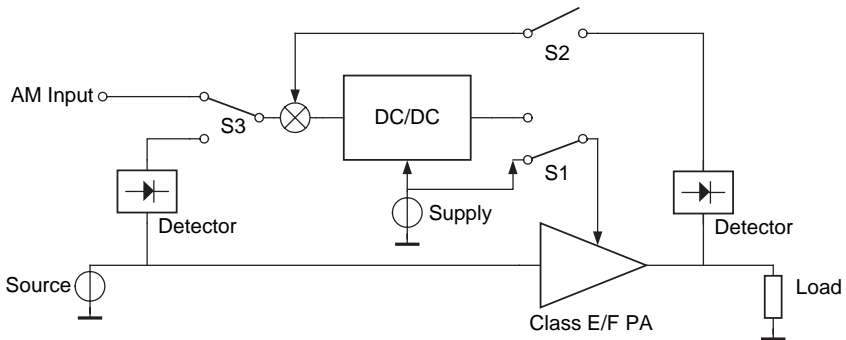 S2
AM Input
DC/DC
S3
S1
Supply
Detector
Detector
Source
Load
Class E/F PA